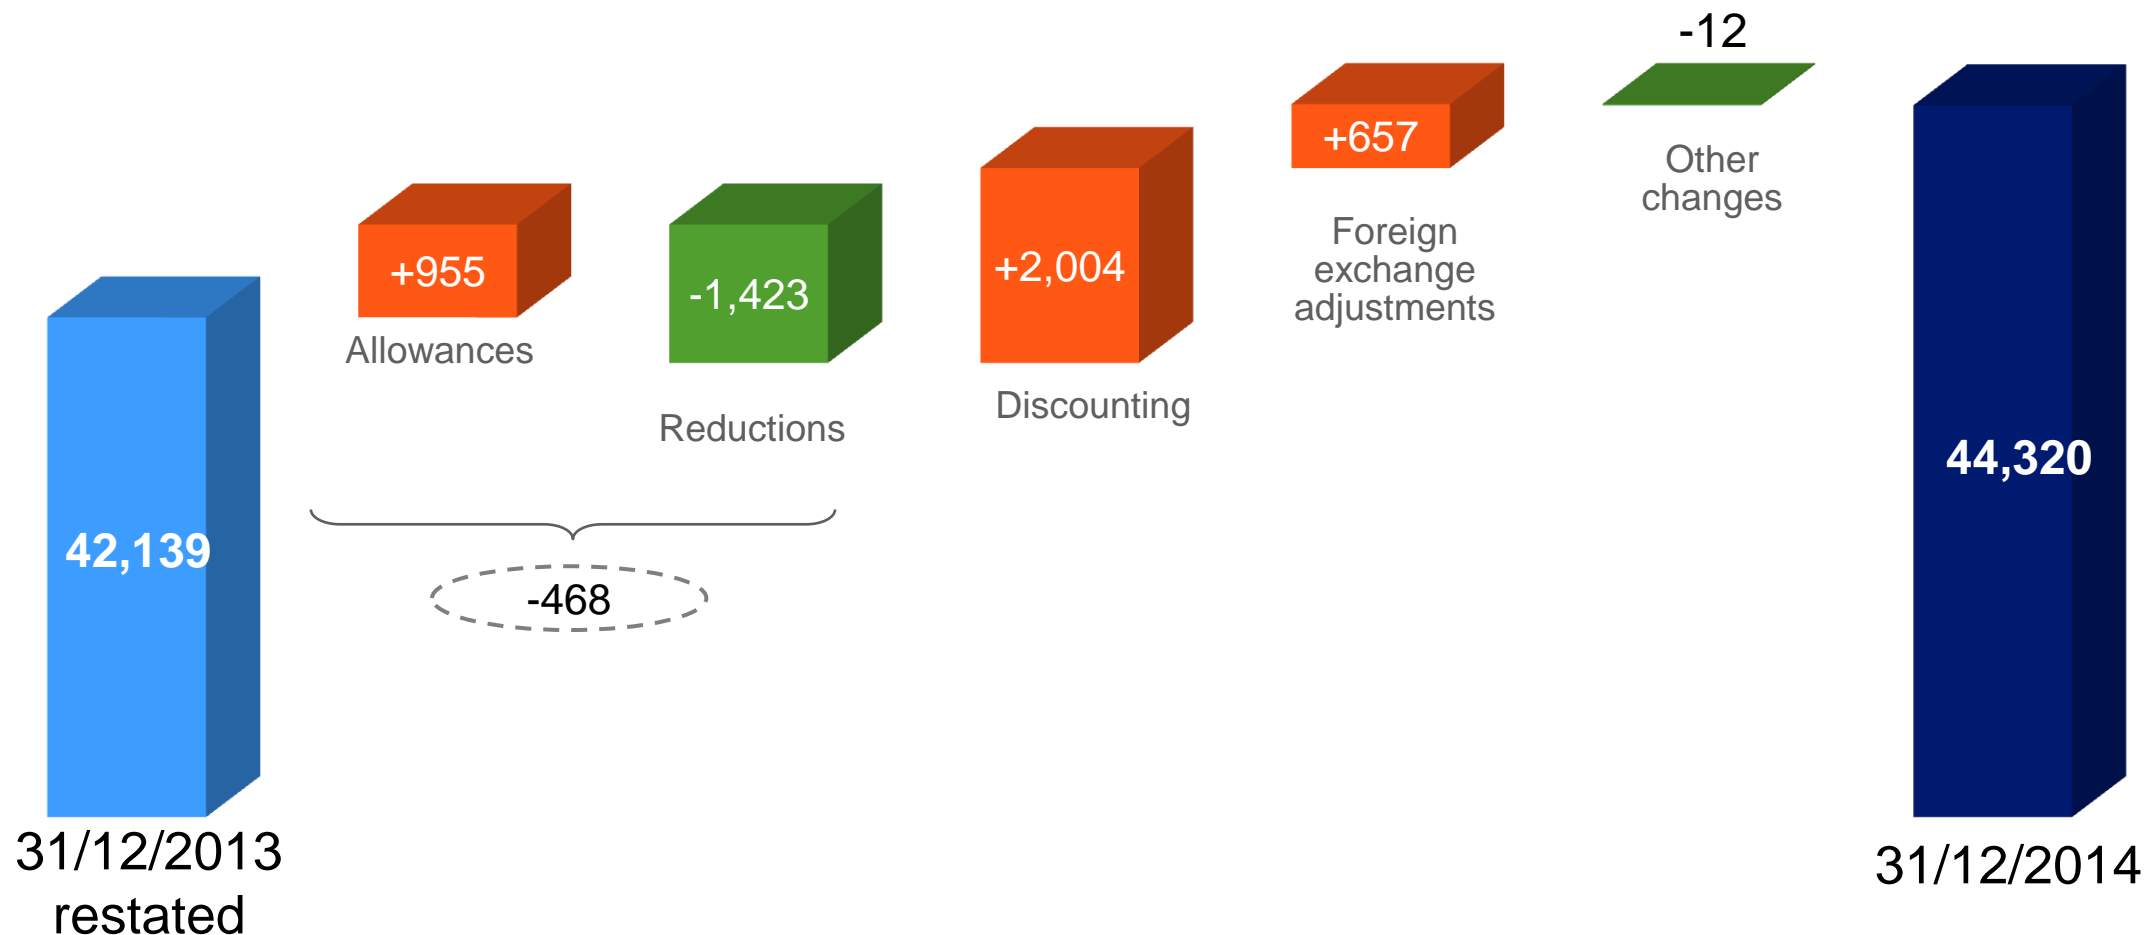 42,139
31/12/2013
restated
+955
Allowances
-1,423
Reductions
-468
+2,004
Discounting
+657
Foreign
exchange
adjustments
-12
Other
changes
44,320
31/12/2014